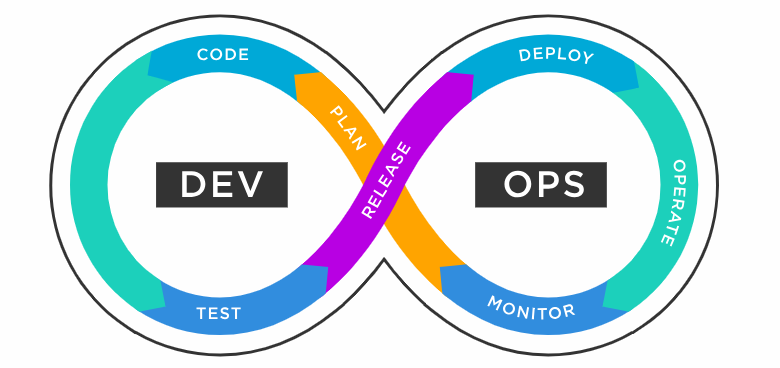 CODE
DEPLOY
PLAN
DEV
RELEASE
OPS
OPERATE
TEST
MONITOR